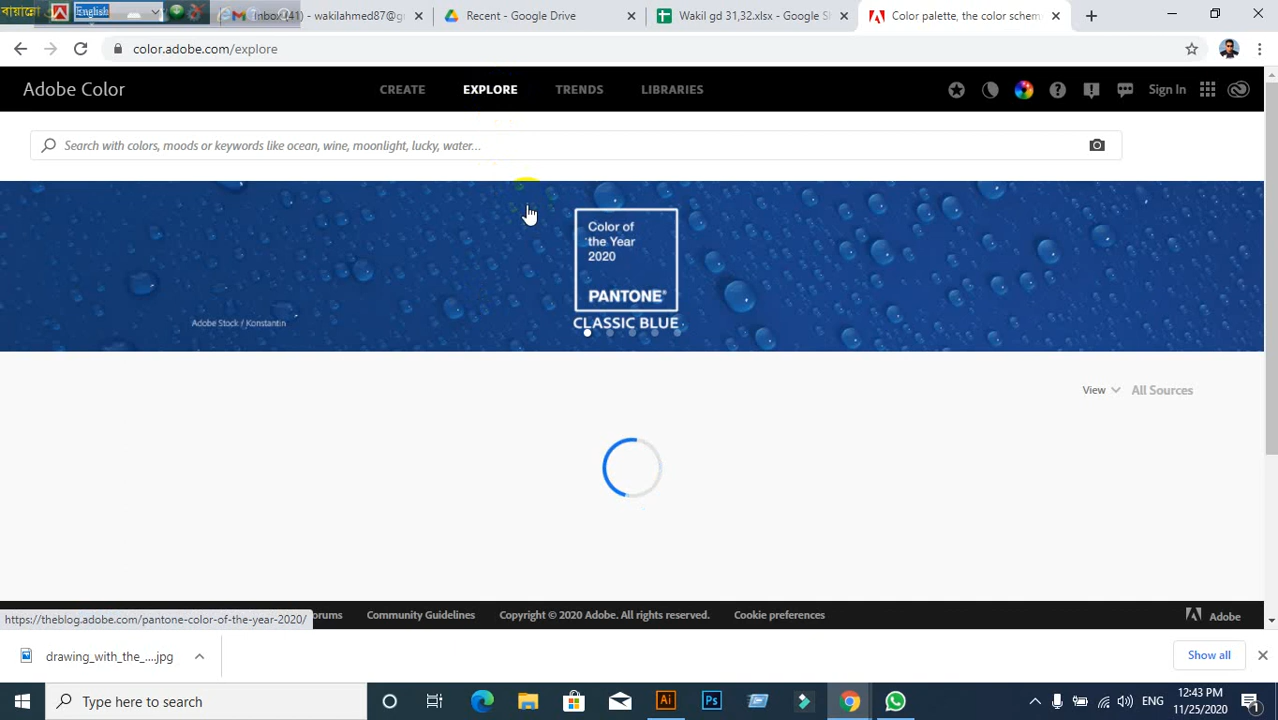 বায়ান্নো English Inbox (41) - wakilahmed87@g Recent - Google Drive Wakil gd 31,32.xlsx - Google Sh Color palette, the color schem
color.adobe.com/explore
Adobe Color CREATE EXPLORE TRENDS LIBRARIES Sign In
Search with colors, moods or keywords like ocean, wine, moonlight, lucky, water...
Color of
the Year
2020
PANTONE®
CLASSIC BLUE
Adobe Stock / Konstantin
View All Sources
https://theblog.adobe.com/pantone-color-of-the-year-2020/ orums Community Guidelines Copyright © 2020 Adobe. All rights reserved. Cookie preferences Adobe
drawing_with_the_....jpg Show all
Type here to search Ai Ps ENG 12:43 PM
11/25/2020 1